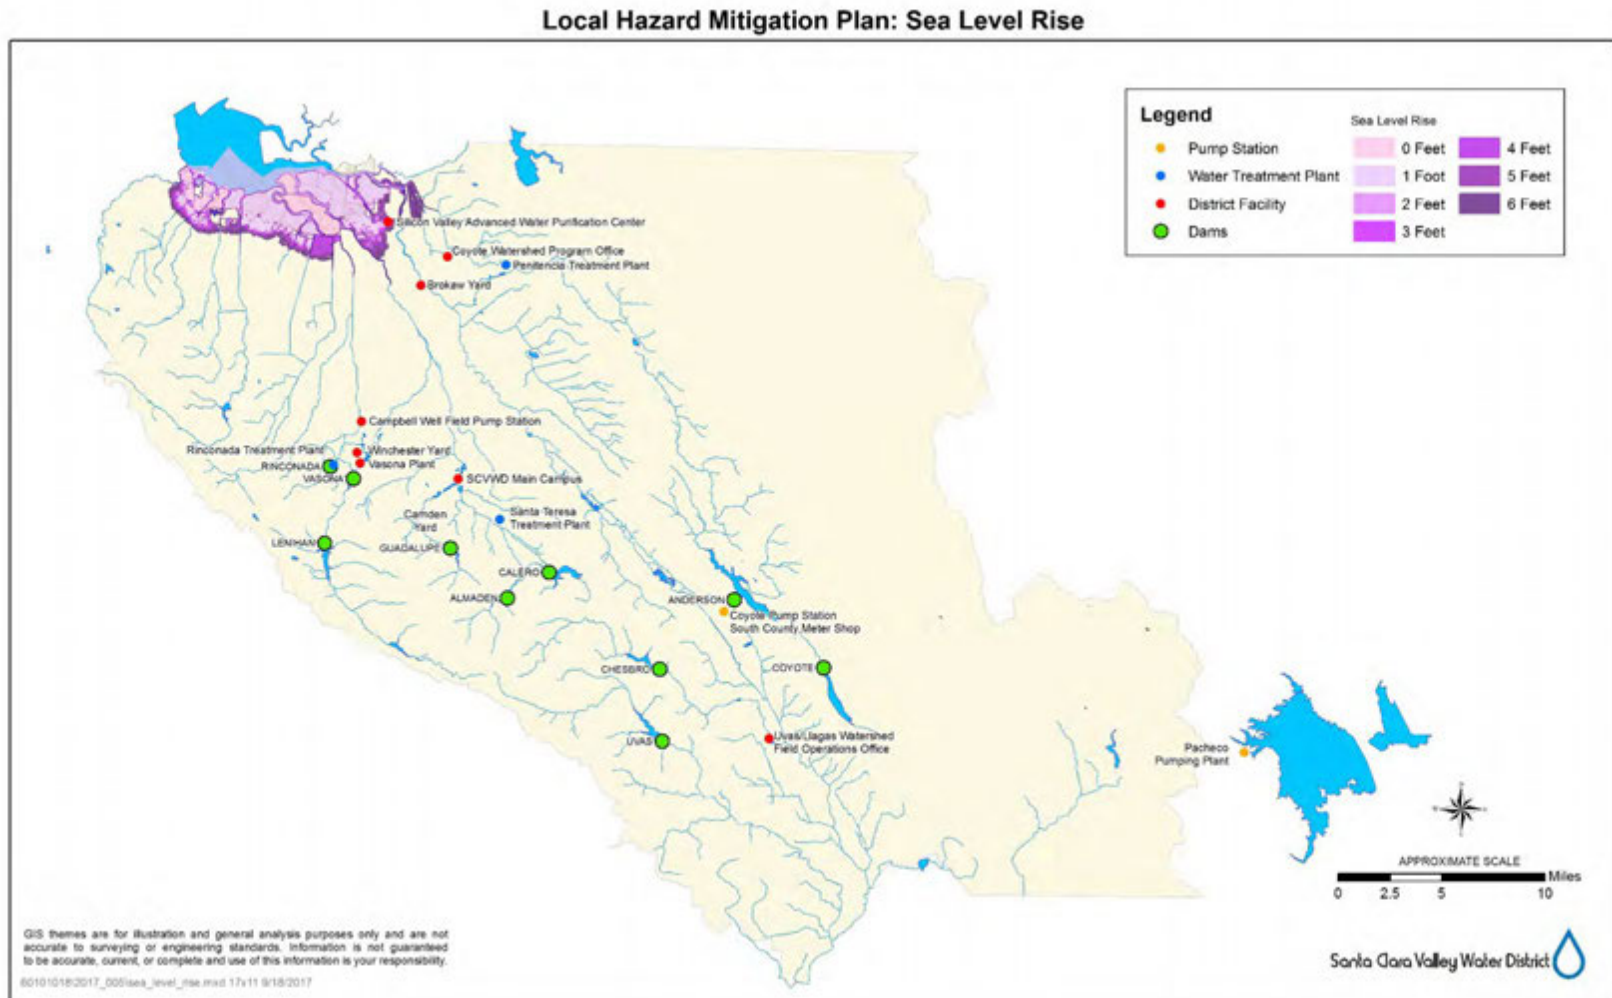 Local Hazard Mitigation Plan: Sea Level Rise
Legend
Pump Station
Water Treatment Plant
District Facility
Dams
Sea Level Rise
0 Feet
1 Foot
2 Feet
3 Feet
4 Feet
5 Feet
6 Feet
Silicon Valley Advanced Water Purification Center
Coyote Watershed Program Office
Penitencia Treatment Plant
Brokaw Yard
Campbell Well Field Pump Station
Rinconada Treatment Plant
Winchester Yard
RINCONADA
Vasona Plant
VASONA
SCVWD Main Campus
Camden
Yard
Santa Teresa
Treatment Plant
LENIHAN
GUADALUPE
CALERO
ALMADEN
ANDERSON
Coyote Pump Station
South County Meter Shop
CHESBRO
COYOTE
UVAS
Uvas/Llagas Watershed
Field Operations Office
Pacheco
Pumping Plant
APPROXIMATE SCALE
Miles
0 2.5 5 10
GIS themes are for illustration and general analysis purposes only and are not
accurate to surveying or engineering standards. Information is not guaranteed
to be accurate, current, or complete and use of this information is your responsibility.
17x11 9/18/2017
Santa Clara Valley Water District